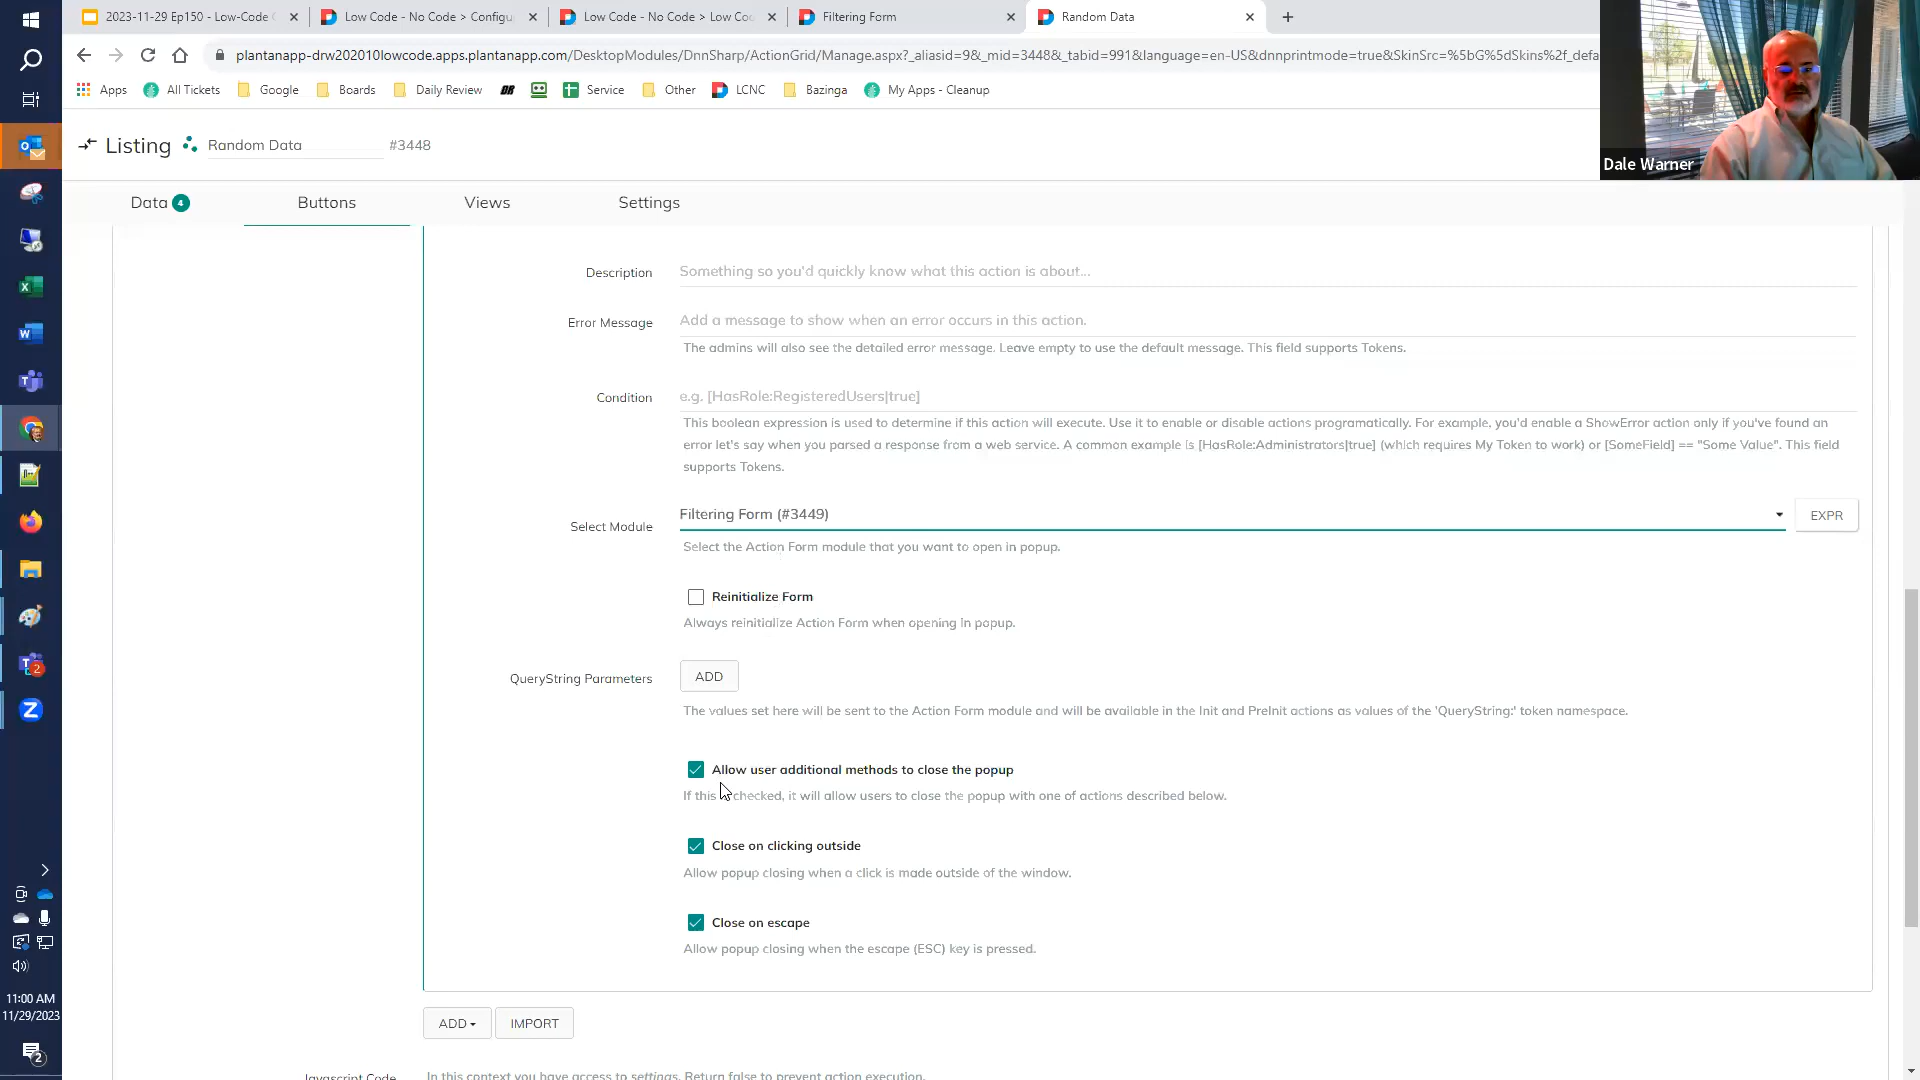 2023-11-29 Ep150 - Low-Code
Low Code - No Code > Configu
Low Code - No Code > Low Co
Filtering Form
Random Data
plantanapp-drw202010lowcode.apps.plantanapp.com/DesktopModules/DnnSharp/ActionGrid/Manage.aspx?_aliasid=9&_mid=3448&_tabid=991&language=en-US&dnnprintmode=true&SkinSrc=%5bG%5dSkins%2f_defa
Apps
All Tickets
Google
Boards
Daily Review
Service
Other
LCNC
Bazinga
My Apps - Cleanup
Dale Warner
Listing
Random Data
#3448
Data 4
Buttons
Views
Settings
Description
Something so you'd quickly know what this action is about...
Error Message
Add a message to show when an error occurs in this action.
The admins will also see the detailed error message. Leave empty to use the default message. This field supports Tokens.
Condition
e.g. [HasRole:RegisteredUsers|true]
This boolean expression is used to determine if this action will execute. Use it to enable or disable actions programatically. For example, you'd enable a ShowError action only if you've found an
error let's say when you parsed a response from a web service. A common example is [HasRole:Administrators|true] (which requires My Token to work) or [SomeField] == "Some Value". This field
supports Tokens.
Select Module
Filtering Form (#3449)
EXPR
Select the Action Form module that you want to open in popup.
Reinitialize Form
Always reinitialize Action Form when opening in popup.
QueryString Parameters
ADD
The values set here will be sent to the Action Form module and will be available in the Init and PreInit actions as values of the 'QueryString:' token namespace.
Allow user additional methods to close the popup
If this checked, it will allow users to close the popup with one of actions described below.
Close on clicking outside
Allow popup closing when a click is made outside of the window.
Close on escape
Allow popup closing when the escape (ESC) key is pressed.
ADD
IMPORT
Javascript Code
In this context you have access to settings. Return false to prevent action execution.
11:00 AM
11/29/2023
2
2